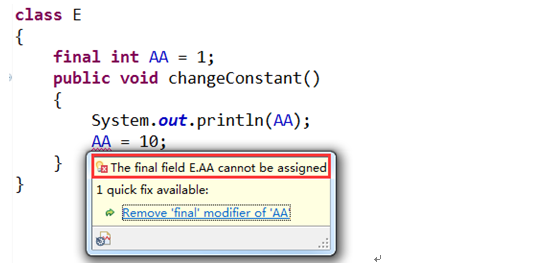 class E
{
final int AA = 1;
public void changeConstant()
{
System.out.println(AA);
AA = 10;
}
}
The final field E.AA cannot be assigned
1 quick fix available:
Remove 'final' modifier of 'AA'